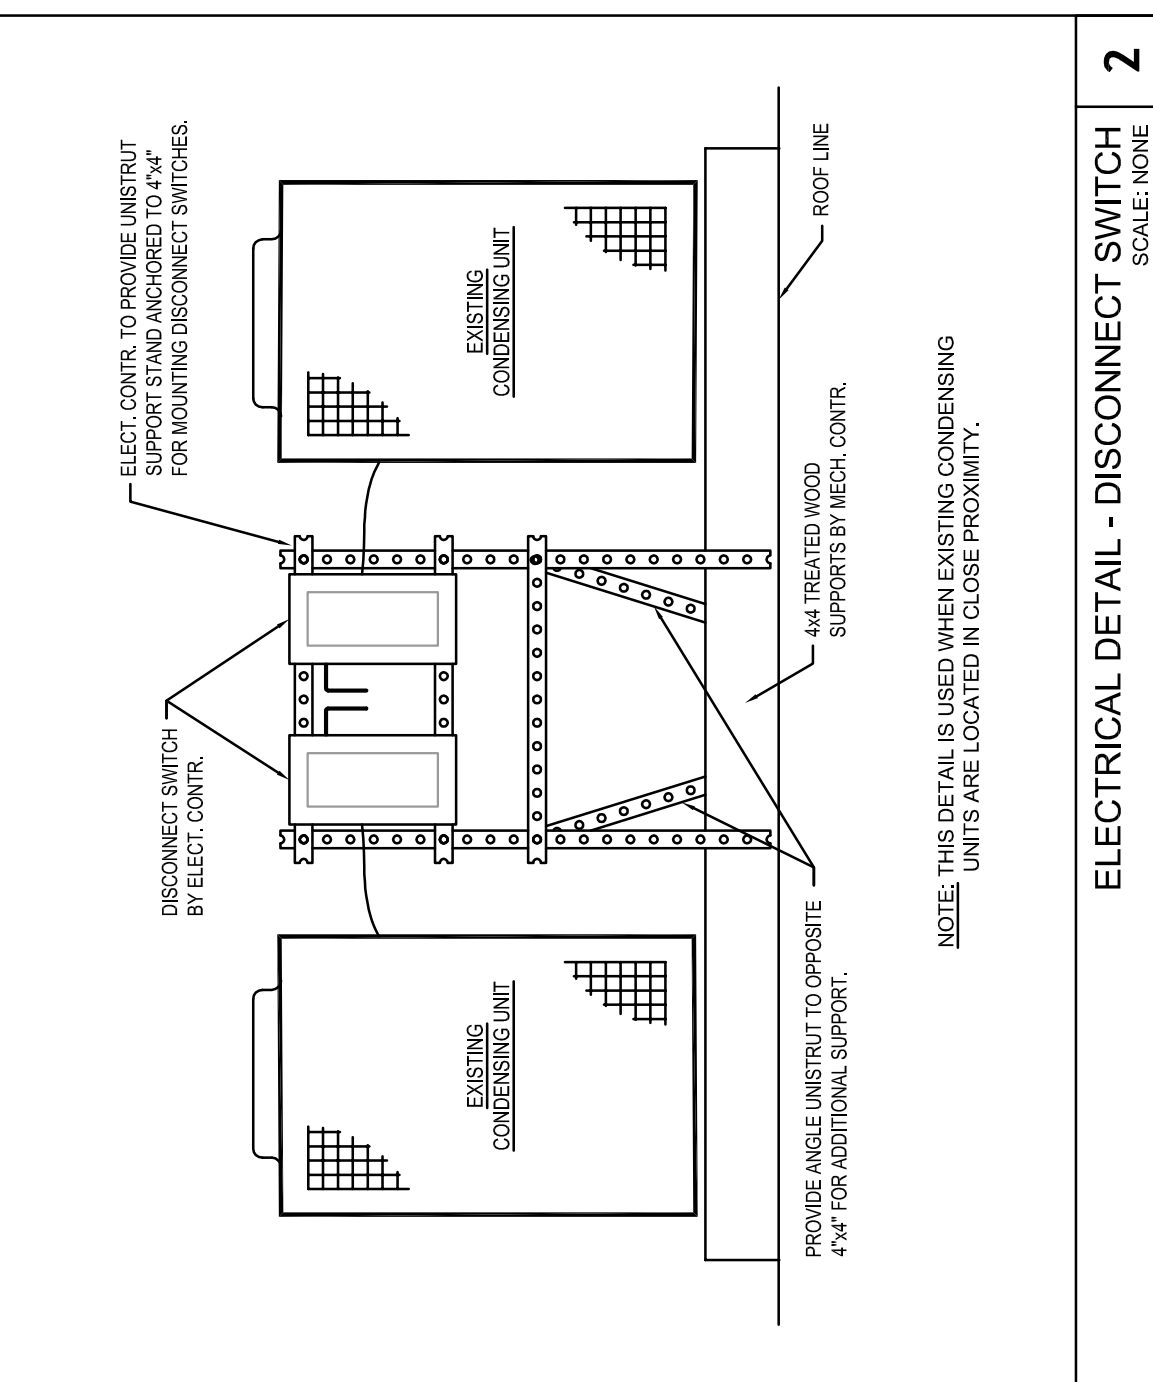 ELECT. CONTR. TO PROVIDE UNISTRUT
SUPPORT STAND ANCHORED TO 4"x4"
FOR MOUNTING DISCONNECT SWITCHES.
DISCONNECT SWITCH
BY ELECT. CONTR.
EXISTING
CONDENSING UNIT
EXISTING
CONDENSING UNIT
PROVIDE ANGLE UNISTRUT TO OPPOSITE
4"x4" FOR ADDITIONAL SUPPORT.
4x4 TREATED WOOD
SUPPORTS BY MECH. CONTR.
ROOF LINE
NOTE: THIS DETAIL IS USED WHEN EXISTING CONDENSING
UNITS ARE LOCATED IN CLOSE PROXIMITY.
ELECTRICAL DETAIL - DISCONNECT SWITCH
SCALE: NONE
2